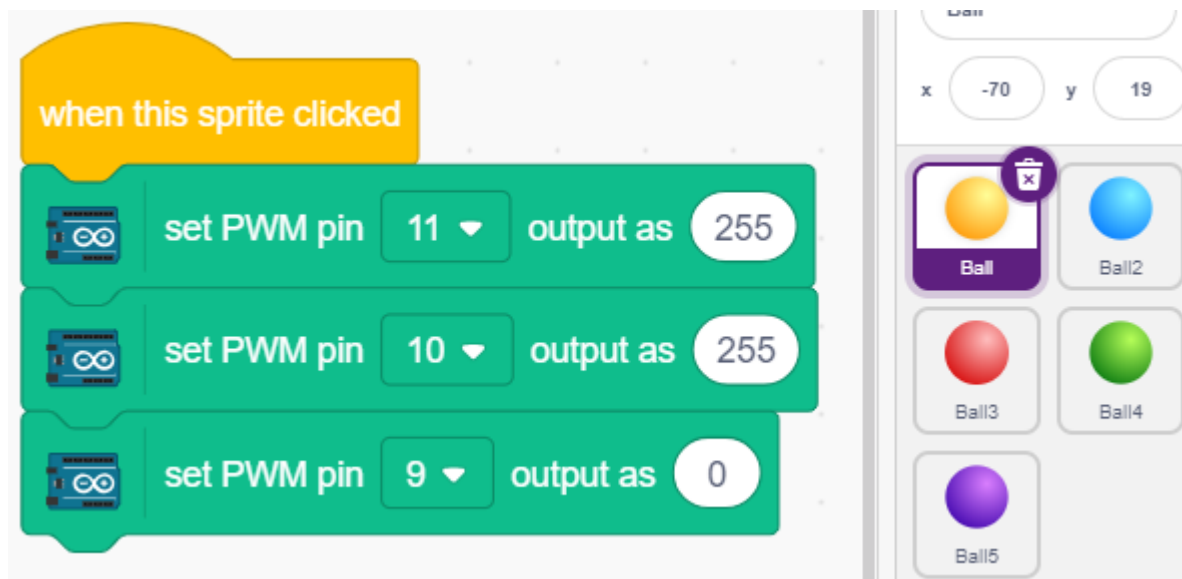 Ball
x -70 y 19
when this sprite clicked
set PWM pin 11 output as 255
set PWM pin 10 output as 255
set PWM pin 9 output as 0
Ball Ball2
Ball3 Ball4
Ball5